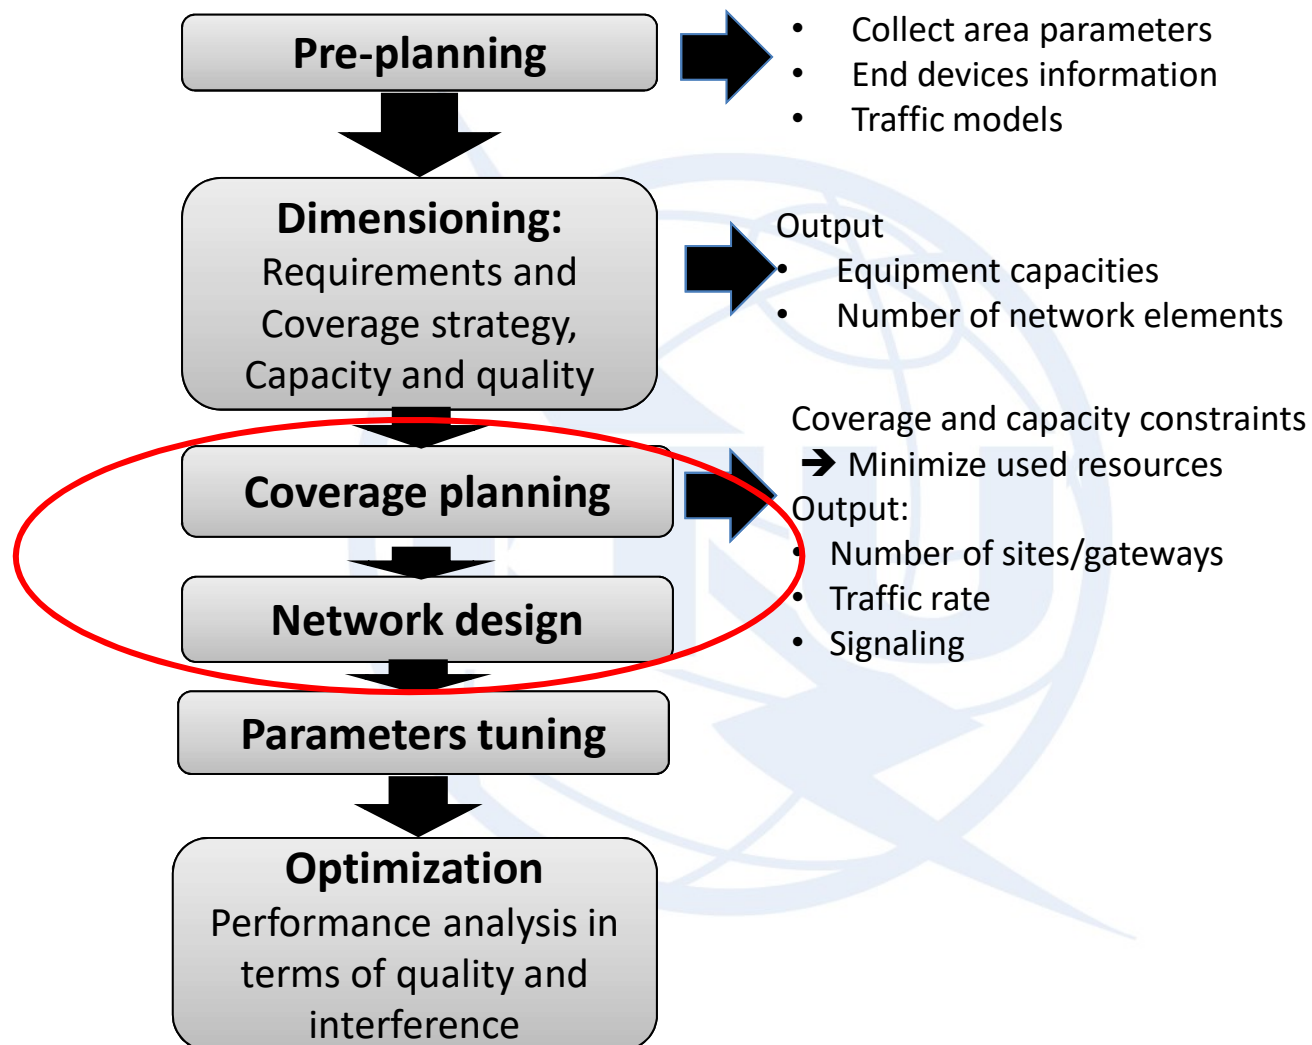 Pre-planning
• Collect area parameters
• End devices information
• Traffic models
Dimensioning:
Requirements and
Coverage strategy,
Capacity and quality
Output
• Equipment capacities
• Number of network elements
Coverage planning
Coverage and capacity constraints
➔ Minimize used resources
Output:
• Number of sites/gateways
• Traffic rate
• Signaling
Network design
Parameters tuning
Optimization
Performance analysis in
terms of quality and
interference
ITU